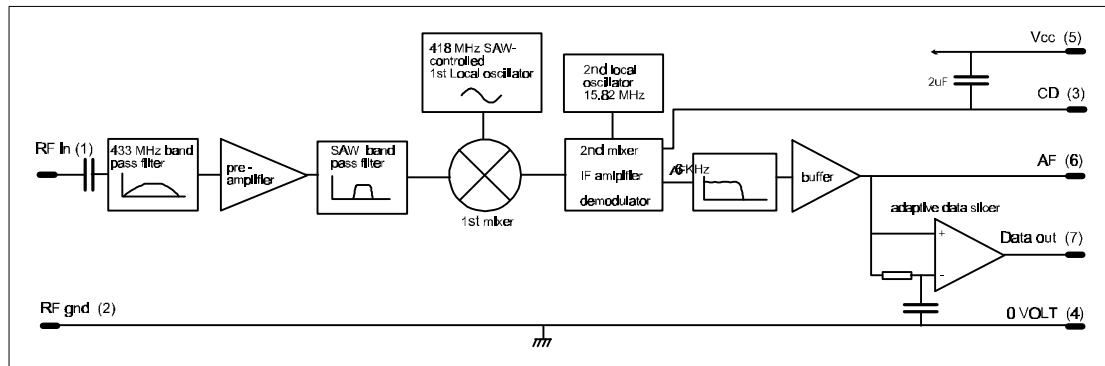 418 MHz SAW-
controlled
1st Local oscillator
2nd local
oscillator
15.82 MHz
Vcc (5)
2uF
CD (3)
RF In (1)
433 MHz band
pass filter
pre-
amplifier
SAW band
pass filter
1st mixer
2nd mixer
IF amiplifier
demodulator
KHz
buffer
AF (6)
adaptive data slicer
+
-
Data out (7)
RF gnd (2)
0 VOLT (4)